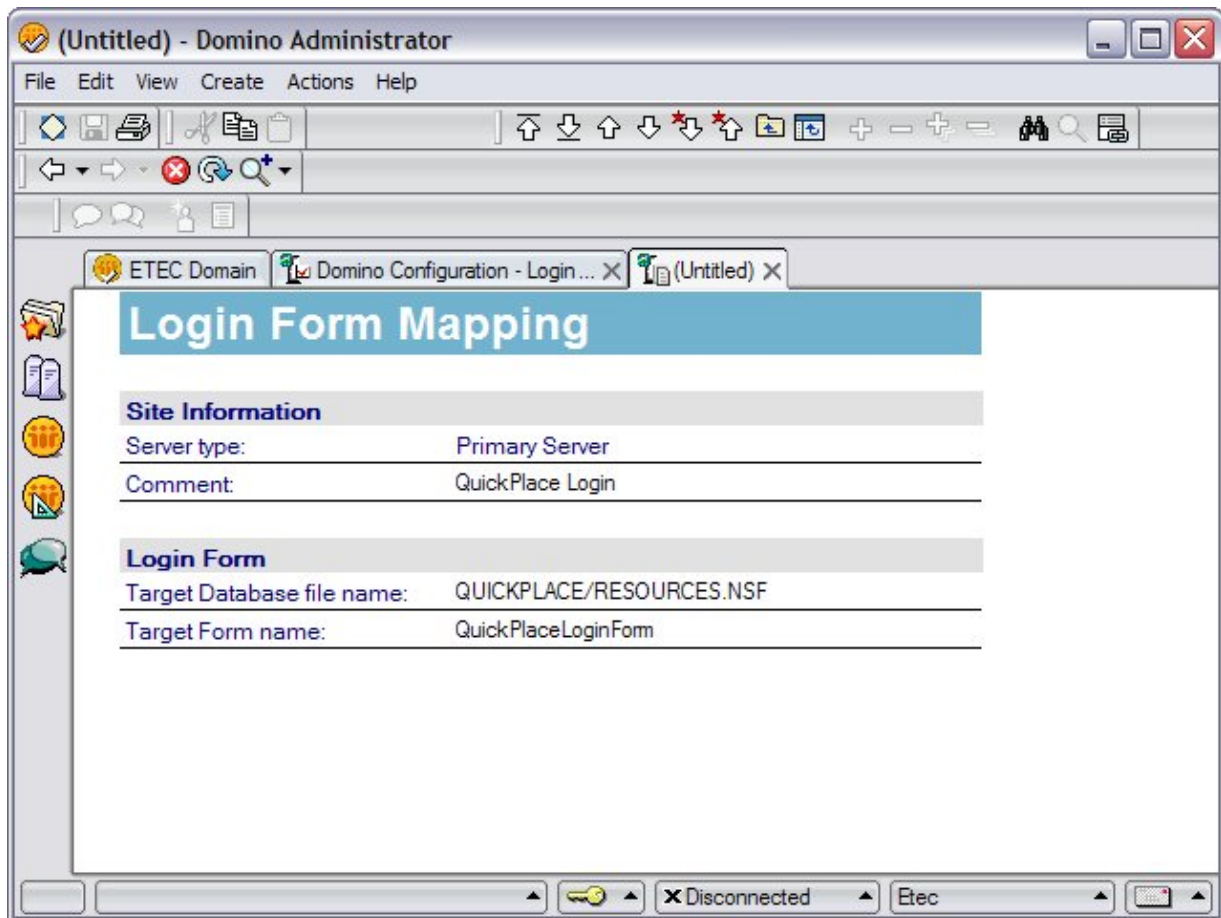 (Untitled) - Domino Administrator
File Edit View Create Actions Help
ETEC Domain Domino Configuration - Login ... (Untitled)
Login Form Mapping
Site Information
Server type: Primary Server
Comment: QuickPlace Login
Login Form
Target Database file name: QUICKPLACE/RESOURCES.NSF
Target Form name: QuickPlaceLoginForm
Disconnected Etec